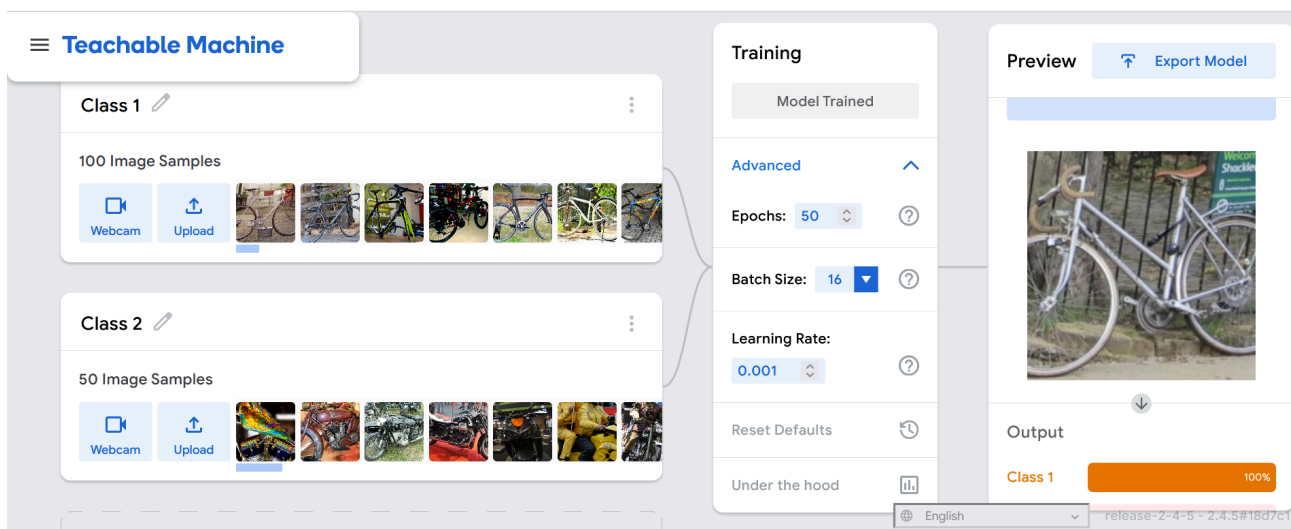 Teachable Machine
Class 1
100 Image Samples
Webcam
Upload
Class 2
50 Image Samples
Webcam
Upload
Training
Model Trained
Advanced
Epochs: 50
Batch Size: 16
Learning Rate:
0.001
Reset Defaults
Under the hood
Preview
Export Model
Welcom
Shackle
Output
Class 1
100%
English
release-2-4-5 - 2.4.5#18d7c1